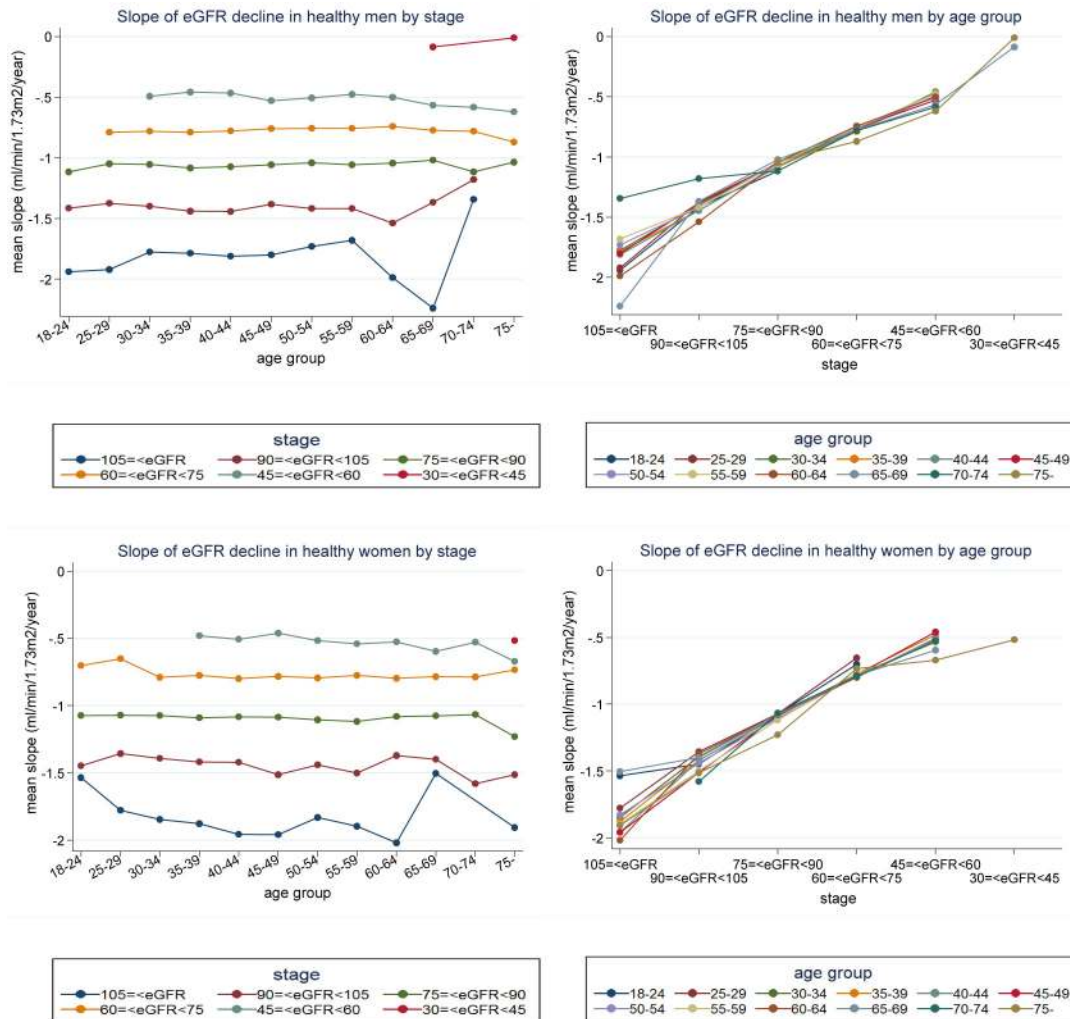 Slope of eGFR decline in healthy men by stage
mean slope (ml/min/1.73m2/year)
0
-.5
-1
-1.5
-2
18-24 25-29 30-34 35-39 40-44 45-49 50-54 55-59 60-64 65-69 70-74 75-
age group
stage
105=<eGFR 90=<eGFR<105 75=<eGFR<90
60=<eGFR<75 45=<eGFR<60 30=<eGFR<45
Slope of eGFR decline in healthy men by age group
mean slope (ml/min/1.73m2/year)
0
-.5
-1
-1.5
-2
105=<eGFR 75=<eGFR<90 45=<eGFR<60
90=<eGFR<105 60=<eGFR<75 30=<eGFR<45
stage
age group
18-24 25-29 30-34 35-39 40-44 45-49
50-54 55-59 60-64 65-69 70-74 75-
Slope of eGFR decline in healthy women by stage
mean slope (ml/min/1.73m2/year)
0
-.5
-1
-1.5
-2
18-24 25-29 30-34 35-39 40-44 45-49 50-54 55-59 60-64 65-69 70-74 75-
age group
stage
105=<eGFR 90=<eGFR<105 75=<eGFR<90
60=<eGFR<75 45=<eGFR<60 30=<eGFR<45
Slope of eGFR decline in healthy women by age group
mean slope (ml/min/1.73m2/year)
0
-.5
-1
-1.5
-2
105=<eGFR 75=<eGFR<90 45=<eGFR<60
90=<eGFR<105 60=<eGFR<75 30=<eGFR<45
stage
age group
18-24 25-29 30-34 35-39 40-44 45-49
50-54 55-59 60-64 65-69 70-74 75-